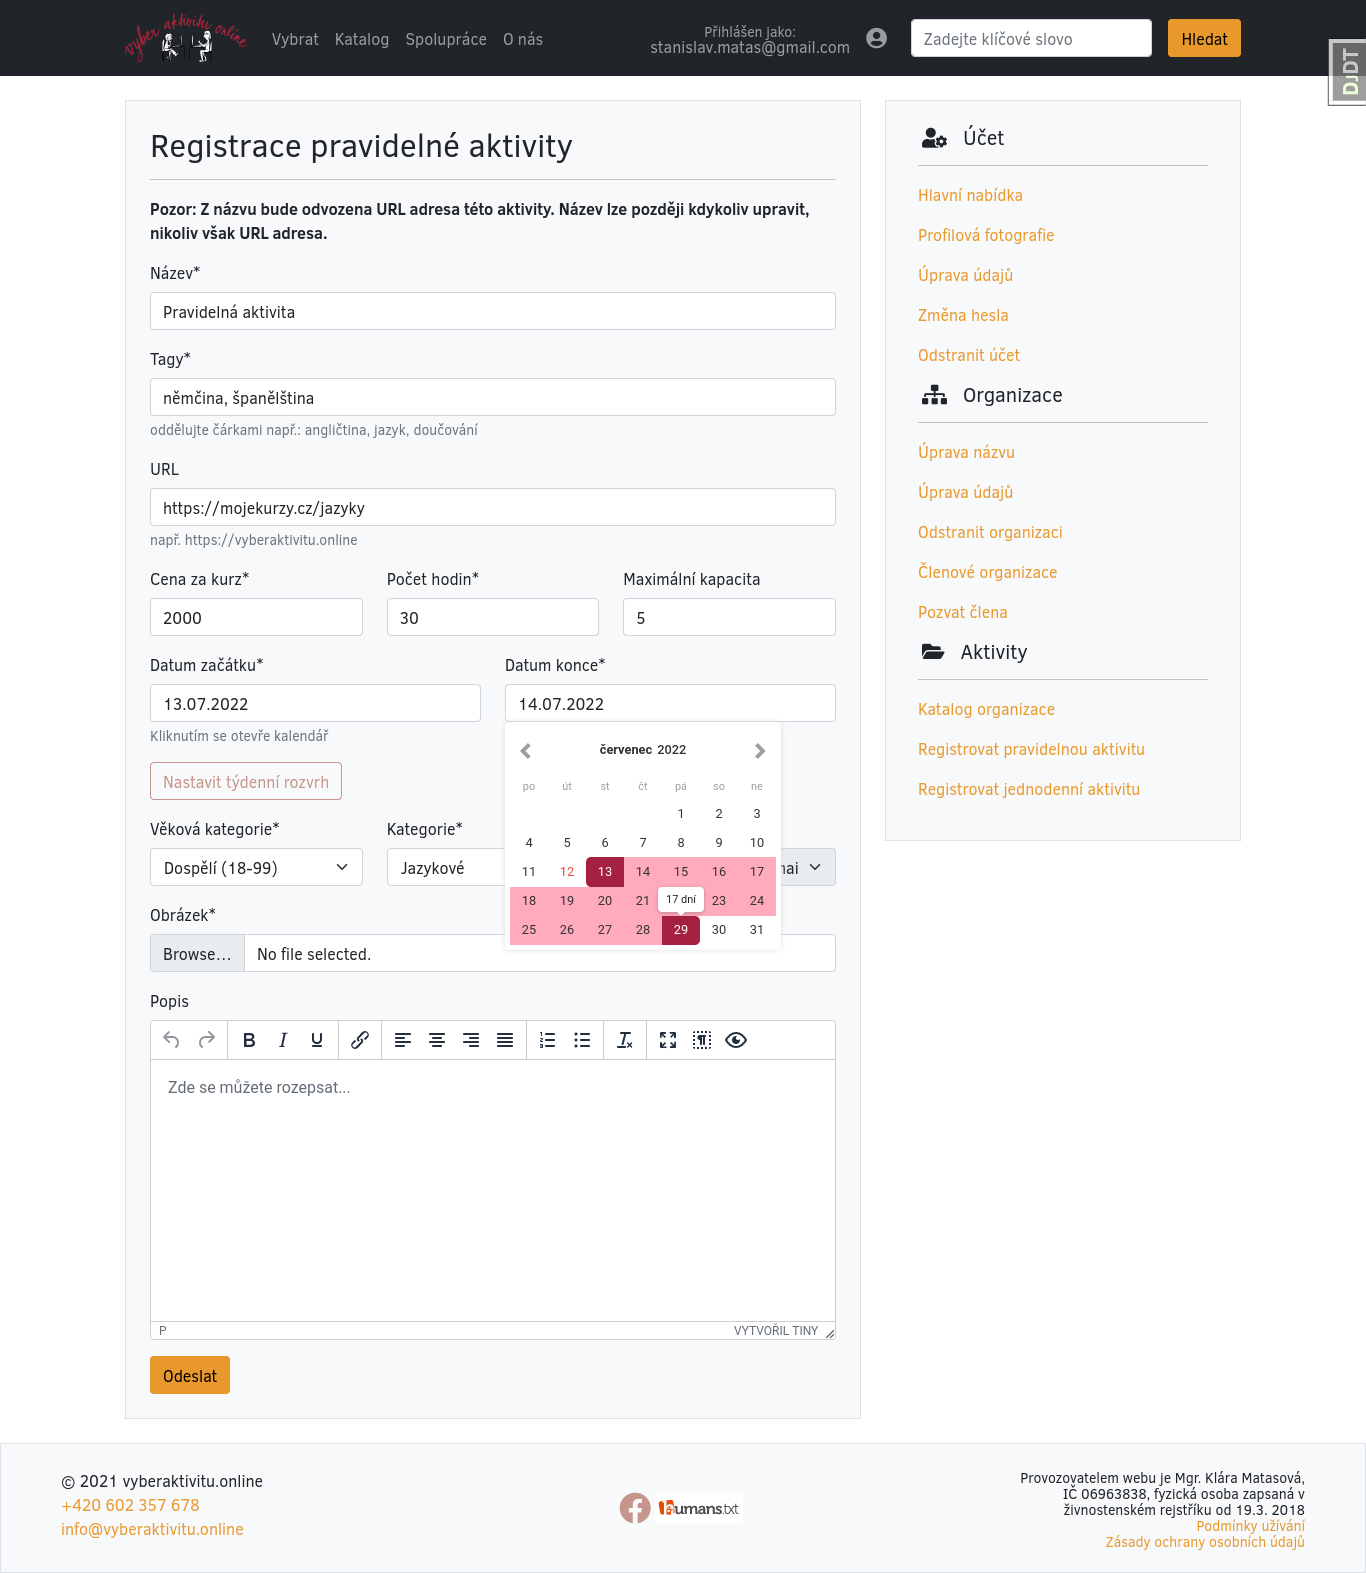 vyber aktivitu online
Vybrat Katalog Spolupráce O nás
Přihlášen jako:
stanislav.matas@gmail.com
Zadejte klíčové slovo
Hledat
DJDT
Registrace pravidelné aktivity
Pozor: Z názvu bude odvozena URL adresa této aktivity. Název lze později kdykoliv upravit,
nikoliv však URL adresa.
Název*
Pravidelná aktivita
Tagy*
němčina, španělština
oddělujte čárkami např.: angličtina, jazyk, doučování
URL
https://mojekurzy.cz/jazyky
např. https://vyberaktivitu.online
Cena za kurz* Počet hodin* Maximální kapacita
2000 30 5
Datum začátku* Datum konce*
13.07.2022 14.07.2022
Kliknutím se otevře kalendář
červenec 2022
po út st čt pá so ne
1 2 3
4 5 6 7 8 9 10
11 12 13 14 15 16 17
18 19 20 21 17 dní 23 24
25 26 27 28 29 30 31
Nastavit týdenní rozvrh
Věková kategorie* Kategorie*
Dospělí (18-99) Jazykové
Obrázek*
Browse... No file selected.
Popis
B I U
Zde se můžete rozepsat...
P VYTVOŘIL TINY
Odeslat
Účet
Hlavní nabídka
Profilová fotografie
Úprava údajů
Změna hesla
Odstranit účet
Organizace
Úprava názvu
Úprava údajů
Odstranit organizaci
Členové organizace
Pozvat člena
Aktivity
Katalog organizace
Registrovat pravidelnou aktivitu
Registrovat jednodenní aktivitu
© 2021 vyberaktivitu.online
+420 602 357 678
info@vyberaktivitu.online
Humans.txt
Provozovatelem webu je Mgr. Klára Matasová,
IČ 06963838, fyzická osoba zapsaná v
živnostenském rejstříku od 19.3. 2018
Podmínky užívání
Zásady ochrany osobních údajů